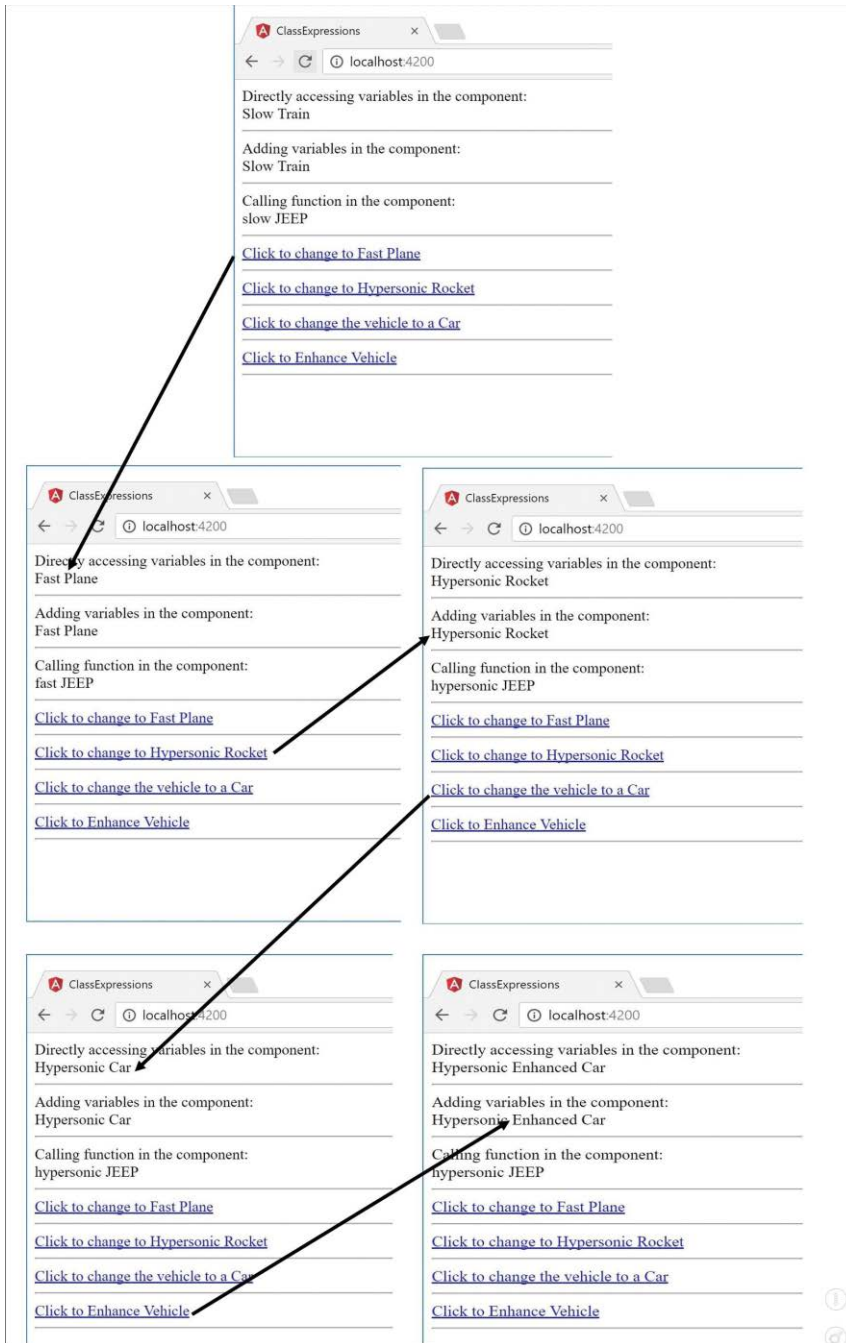 ClassExpressions
localhost:4200
Directly accessing variables in the component:
Slow Train
Adding variables in the component:
Slow Train
Calling function in the component:
slow JEEP
Click to change to Fast Plane
Click to change to Hypersonic Rocket
Click to change the vehicle to a Car
Click to Enhance Vehicle
ClassExpressions
localhost:4200
Directly accessing variables in the component:
Fast Plane
Adding variables in the component:
Fast Plane
Calling function in the component:
fast JEEP
Click to change to Fast Plane
Click to change to Hypersonic Rocket
Click to change the vehicle to a Car
Click to Enhance Vehicle
ClassExpressions
localhost:4200
Directly accessing variables in the component:
Hypersonic Rocket
Adding variables in the component:
Hypersonic Rocket
Calling function in the component:
hypersonic JEEP
Click to change to Fast Plane
Click to change to Hypersonic Rocket
Click to change the vehicle to a Car
Click to Enhance Vehicle
ClassExpressions
localhost:4200
Directly accessing variables in the component:
Hypersonic Car
Adding variables in the component:
Hypersonic Car
Calling function in the component:
hypersonic JEEP
Click to change to Fast Plane
Click to change to Hypersonic Rocket
Click to change the vehicle to a Car
Click to Enhance Vehicle
ClassExpressions
localhost:4200
Directly accessing variables in the component:
Hypersonic Enhanced Car
Adding variables in the component:
Hypersonic Enhanced Car
Calling function in the component:
hypersonic JEEP
Click to change to Fast Plane
Click to change to Hypersonic Rocket
Click to change the vehicle to a Car
Click to Enhance Vehicle